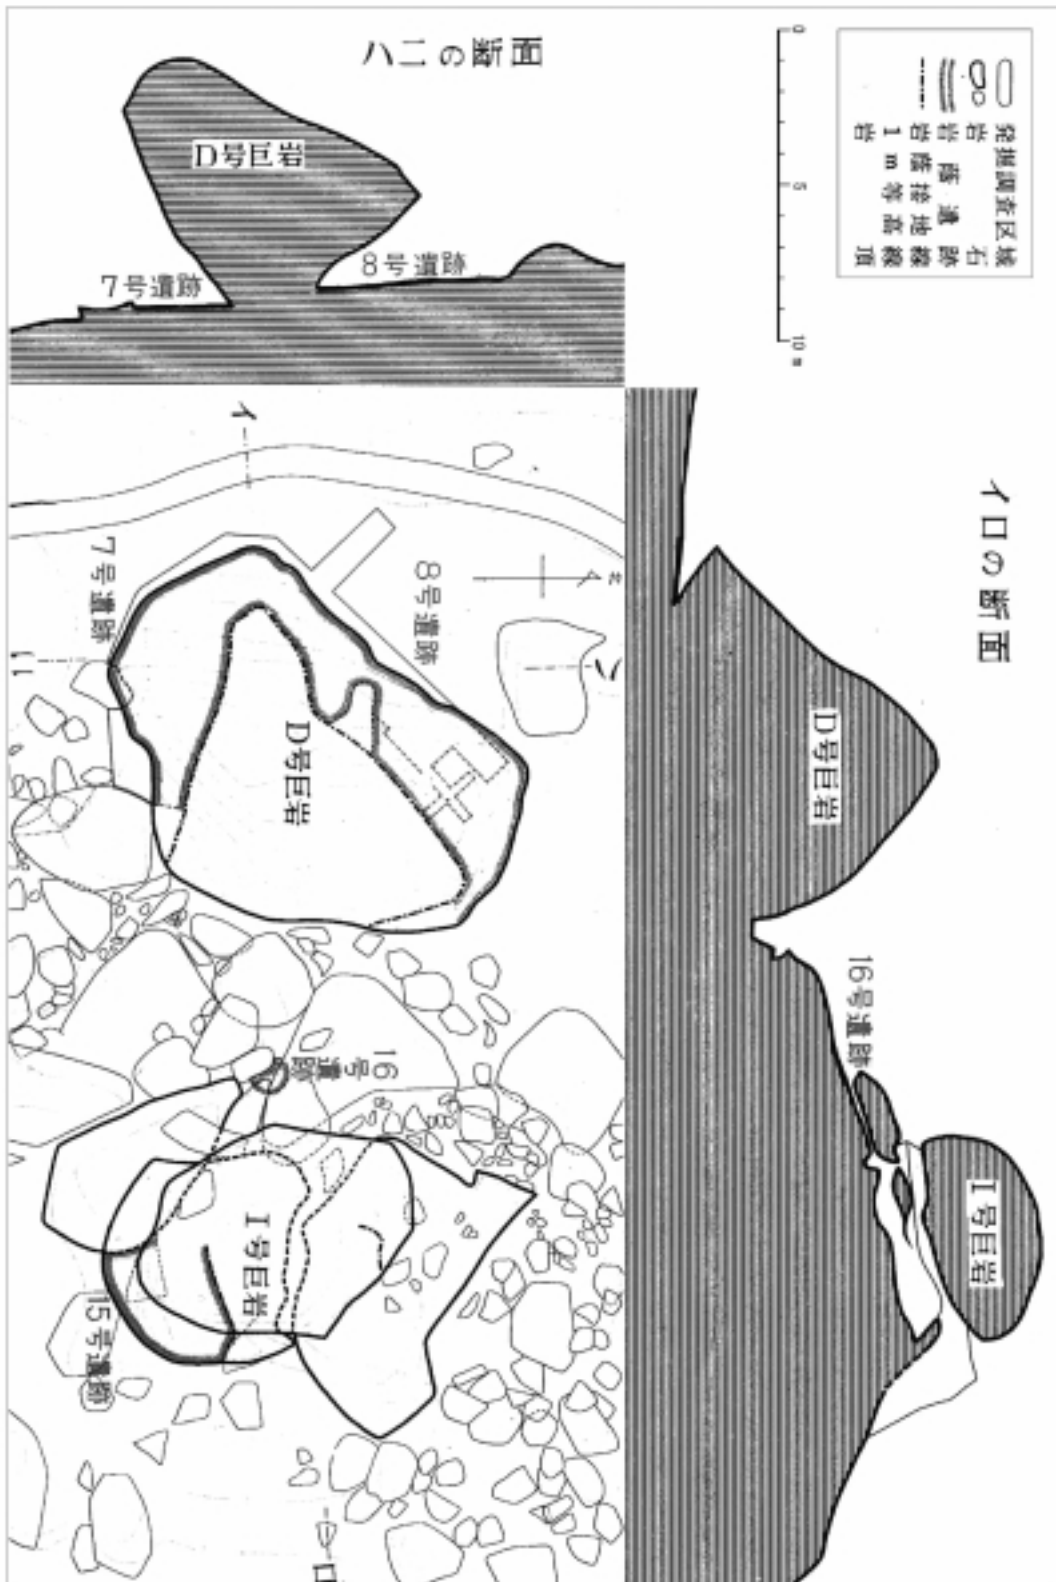 ハニの断面
D号巨岩
7号遺跡
8号遺跡
0
5
10m
発掘調査区域
岩石
岩蔭遺跡
岩蔭接地線
1m等高線
岩頂
イロの断面
D号巨岩
16号遺跡
I号巨岩
イ
7号遺跡
8号遺跡
ハ
ニ
D号巨岩
16号遺跡
I号巨岩
15号遺跡
ロ